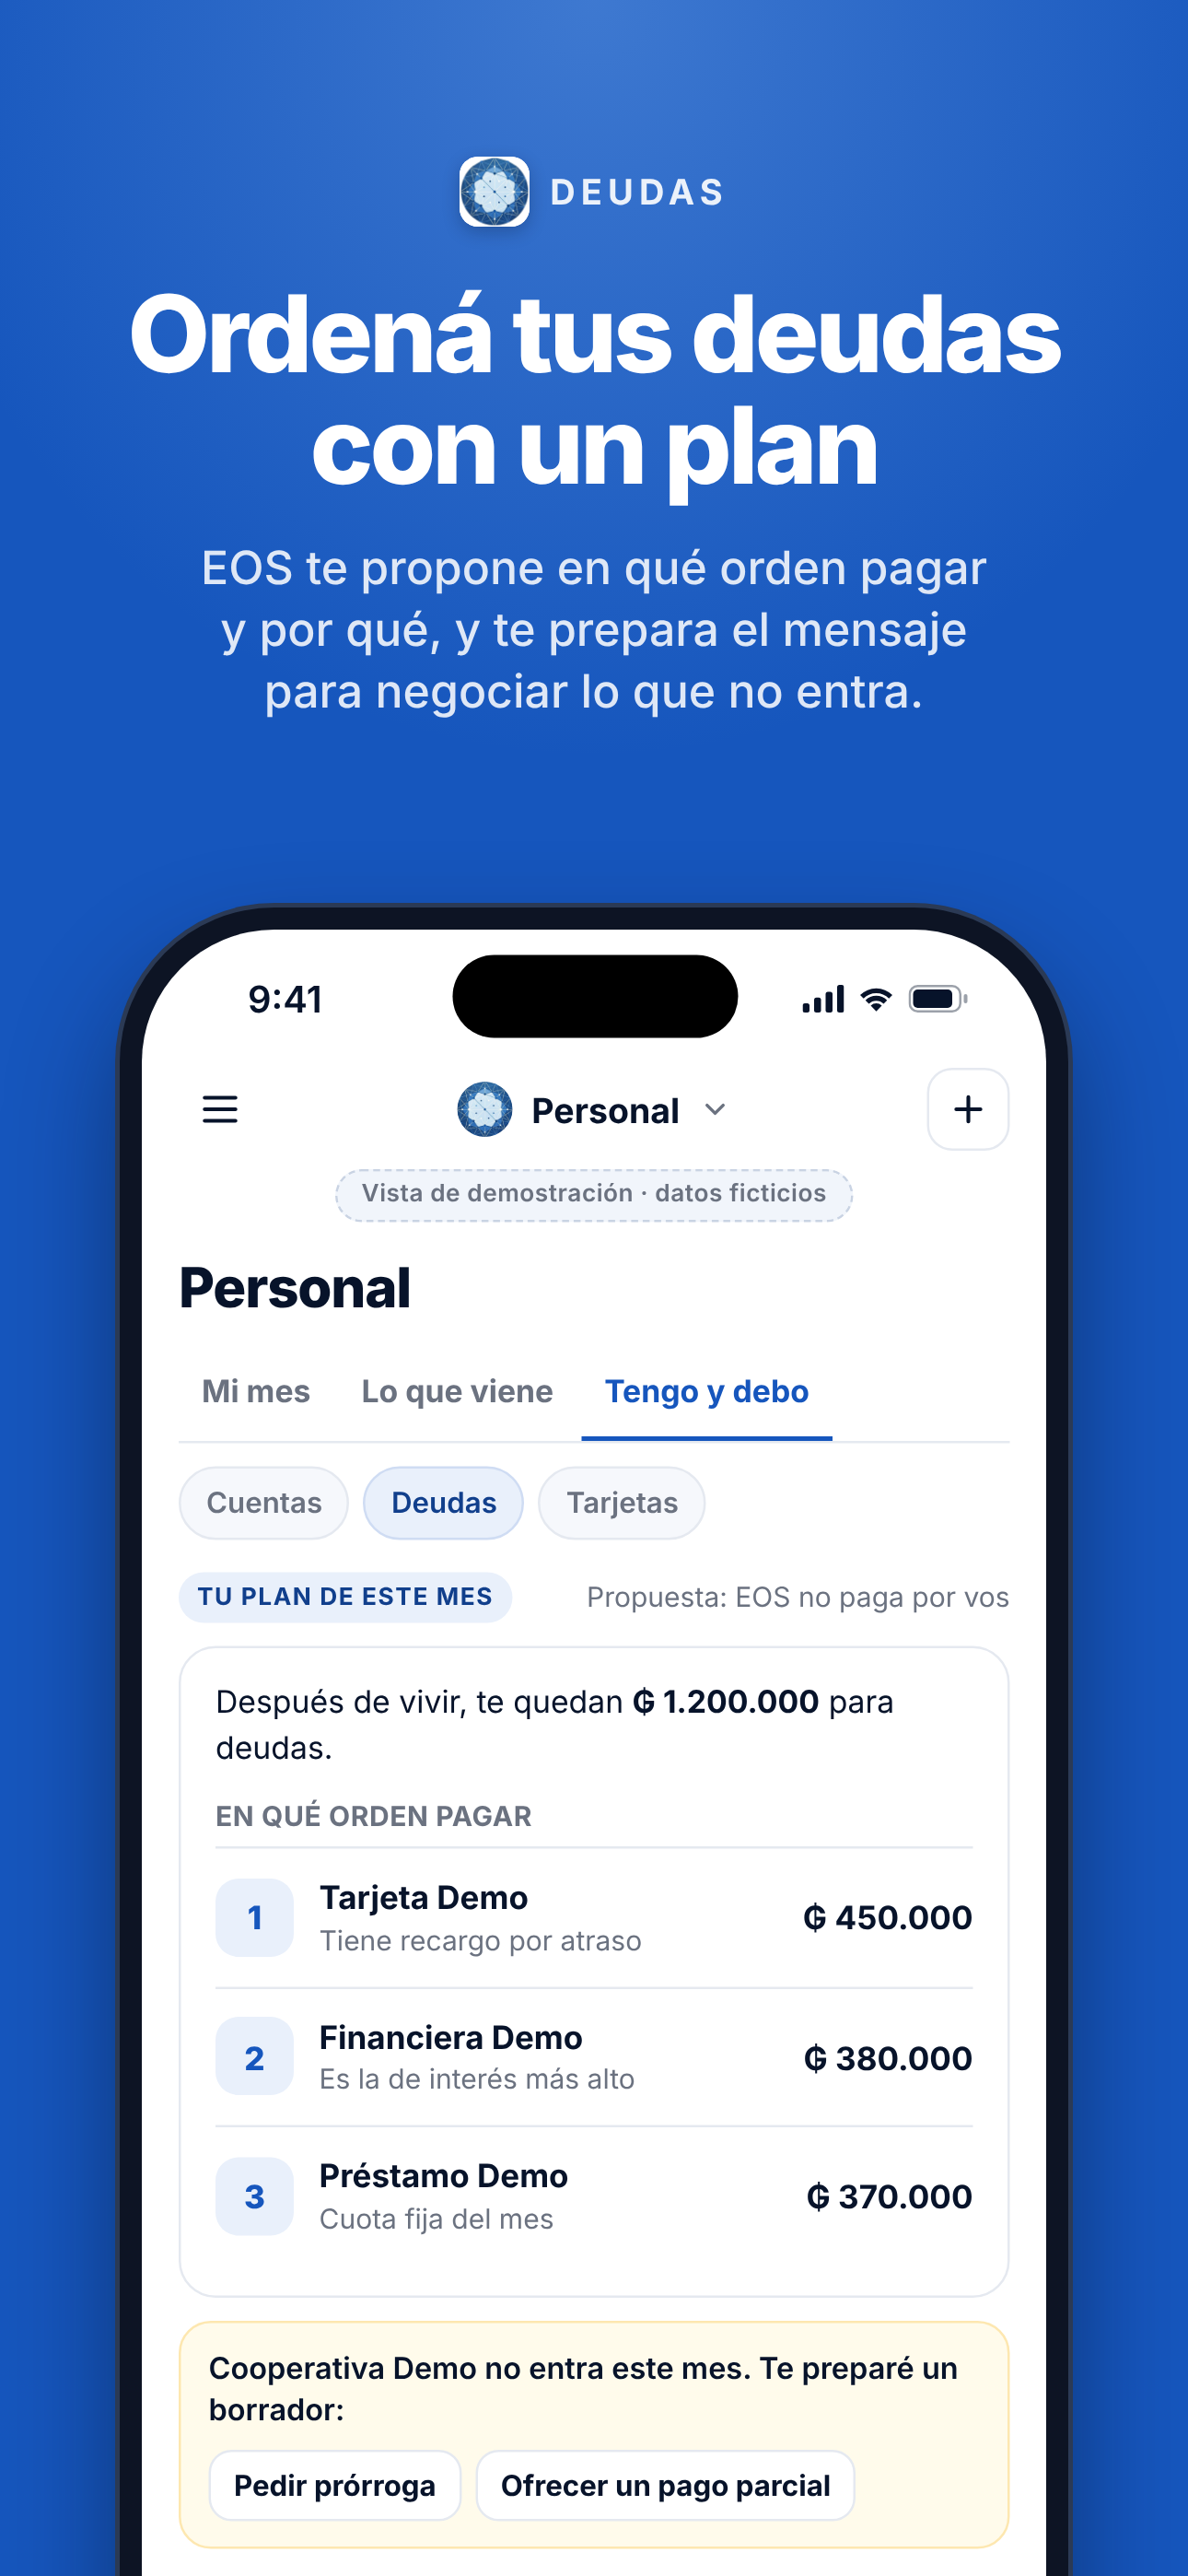 DEUDAS
Ordená tus deudas
con un plan
EOS te propone en qué orden pagar
y por qué, y te prepara el mensaje
para negociar lo que no entra.
9:41
Personal
Vista de demostración · datos ficticios
Personal
Mi mes Lo que viene Tengo y debo
Cuentas Deudas Tarjetas
TU PLAN DE ESTE MES Propuesta: EOS no paga por vos
Después de vivir, te quedan ₲ 1.200.000 para
deudas.
EN QUÉ ORDEN PAGAR
1 Tarjeta Demo ₲ 450.000
Tiene recargo por atraso
2 Financiera Demo ₲ 380.000
Es la de interés más alto
3 Préstamo Demo ₲ 370.000
Cuota fija del mes
Cooperativa Demo no entra este mes. Te preparé un
borrador:
Pedir prórroga Ofrecer un pago parcial